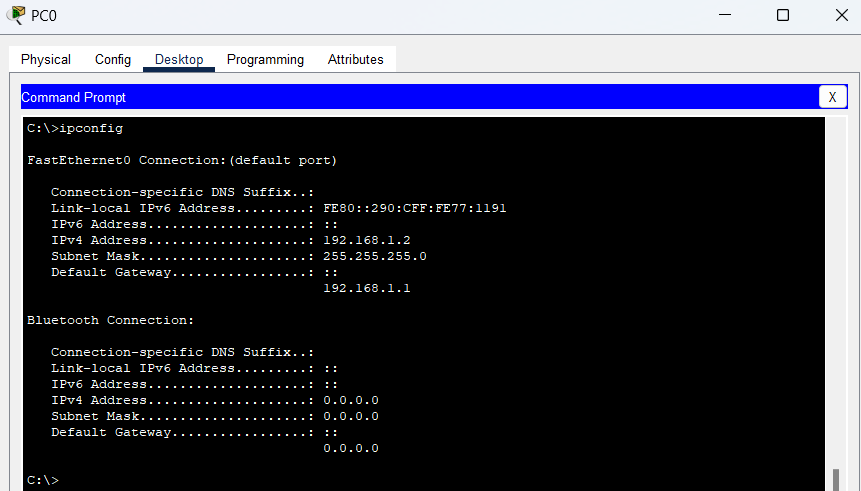 PC0
Physical Config Desktop Programming Attributes
Command Prompt X
C:\>ipconfig
FastEthernet0 Connection:(default port)
Connection-specific DNS Suffix..:
Link-local IPv6 Address.........: FE80::290:CFF:FE77:1191
IPv6 Address....................: ::
IPv4 Address....................: 192.168.1.2
Subnet Mask.....................: 255.255.255.0
Default Gateway.................: ::
192.168.1.1
Bluetooth Connection:
Connection-specific DNS Suffix..:
Link-local IPv6 Address.........: ::
IPv6 Address....................: ::
IPv4 Address....................: 0.0.0.0
Subnet Mask.....................: 0.0.0.0
Default Gateway.................: ::
0.0.0.0
C:\>